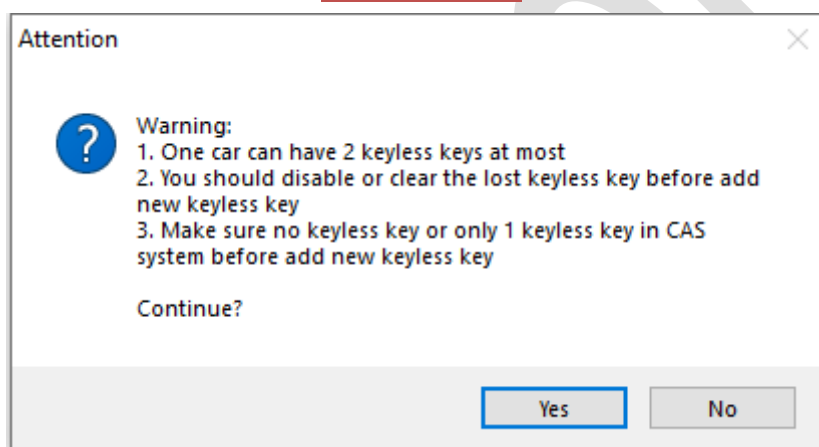 Attention
Warning:
1. One car can have 2 keyless keys at most
2. You should disable or clear the lost keyless key before add
new keyless key
3. Make sure no keyless key or only 1 keyless key in CAS
system before add new keyless key
Continue?
Yes
No